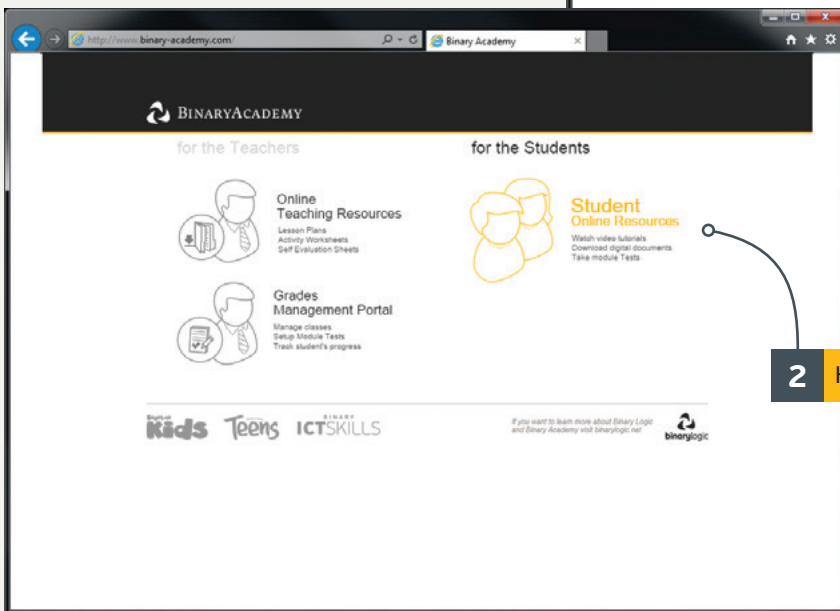 http://www.binary-academy.com/
Binary Academy
BINARYACADEMY
for the Teachers
Online
Teaching Resources
Lesson Plans
Activity Worksheets
Self Evaluation Sheets
Grades
Management Portal
Manage classes
Setup Module Tests
Track student's progress
for the Students
Student
Online Resources
Watch video tutorials
Download digital documents
Take module Tests
2
Kids Teens BINARY ICTSKILLS
If you want to learn more about Binary Logic
and Binary Academy visit binarylogic.net
binarylogic